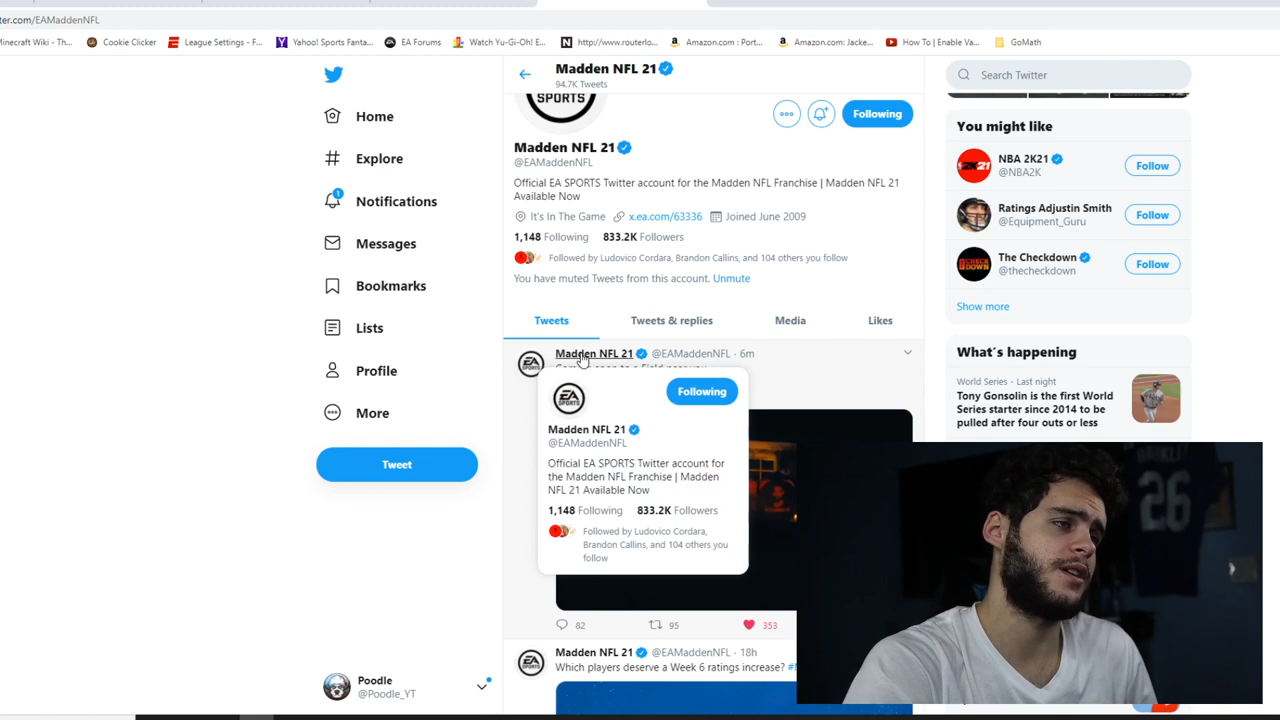 ter.com/EAMaddenNFL
Minecraft Wiki - Th...
Cookie Clicker
League Settings - F...
Yahoo! Sports Fanta...
EA Forums
Watch Yu-Gi-Oh! E...
http://www.routerlo...
Amazon.com : Port...
Amazon.com: Jacke...
How To | Enable Va...
GoMath
Madden NFL 21
94.7K Tweets
Search Twitter
Home
Explore
1
Notifications
Messages
Bookmarks
Lists
Profile
More
Tweet
Poodle
@Poodle_YT
SPORTS
Following
Madden NFL 21
@EAMaddenNFL
Official EA SPORTS Twitter account for the Madden NFL Franchise | Madden NFL 21
Available Now
It's In The Game x.ea.com/63336 Joined June 2009
1,148 Following 833.2K Followers
Followed by Ludovico Cordara, Brandon Callins, and 104 others you follow
You have muted Tweets from this account. Unmute
Tweets Tweets & replies Media Likes
Madden NFL 21 @EAMaddenNFL · 6m
EA SPORTS
Following
Madden NFL 21
@EAMaddenNFL
Official EA SPORTS Twitter account for
the Madden NFL Franchise | Madden
NFL 21 Available Now
1,148 Following 833.2K Followers
Followed by Ludovico Cordara,
Brandon Callins, and 104 others you
follow
82 95 353
Madden NFL 21 @EAMaddenNFL · 18h
Which players deserve a Week 6 ratings increase?
You might like
NBA 2K21
@NBA2K
Follow
Ratings Adjustin Smith
@Equipment_Guru
Follow
The Checkdown
@thecheckdown
Follow
Show more
What's happening
World Series · Last night
Tony Gonsolin is the first World
Series starter since 2014 to be
pulled after four outs or less
26